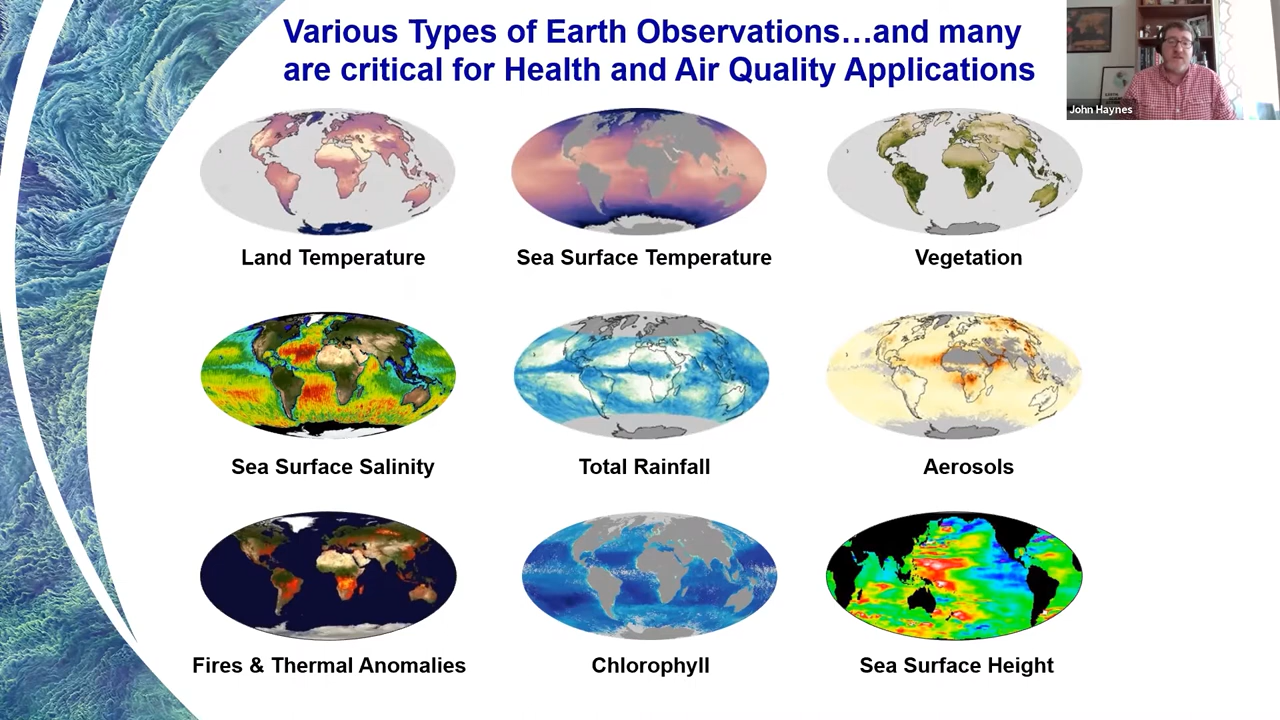 Various Types of Earth Observations…and many
are critical for Health and Air Quality Applications
John Haynes
Land Temperature
Sea Surface Temperature
Vegetation
Sea Surface Salinity
Total Rainfall
Aerosols
Fires & Thermal Anomalies
Chlorophyll
Sea Surface Height